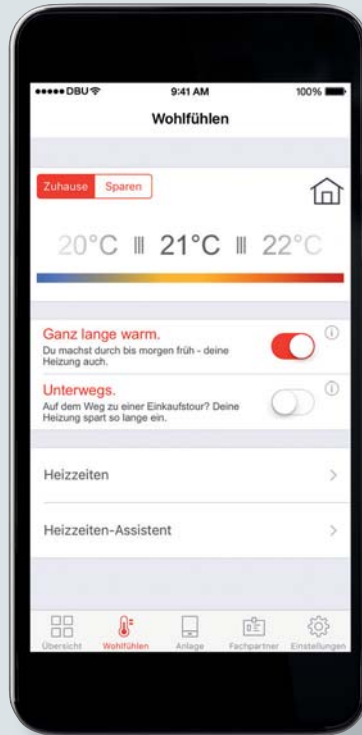 ●●●●● DBU 9:41 AM 100%
Wohlfühlen
Zuhause Sparen
20°C 21°C 22°C
Ganz lange warm.
Du machst durch bis morgen früh - deine
Heizung auch.
Unterwegs.
Auf dem Weg zu einer Einkaufstour? Deine
Heizung spart so lange ein.
Heizzeiten
Heizzeiten-Assistent
Übersicht Wohlfühlen Anlage Fachpartner Einstellungen